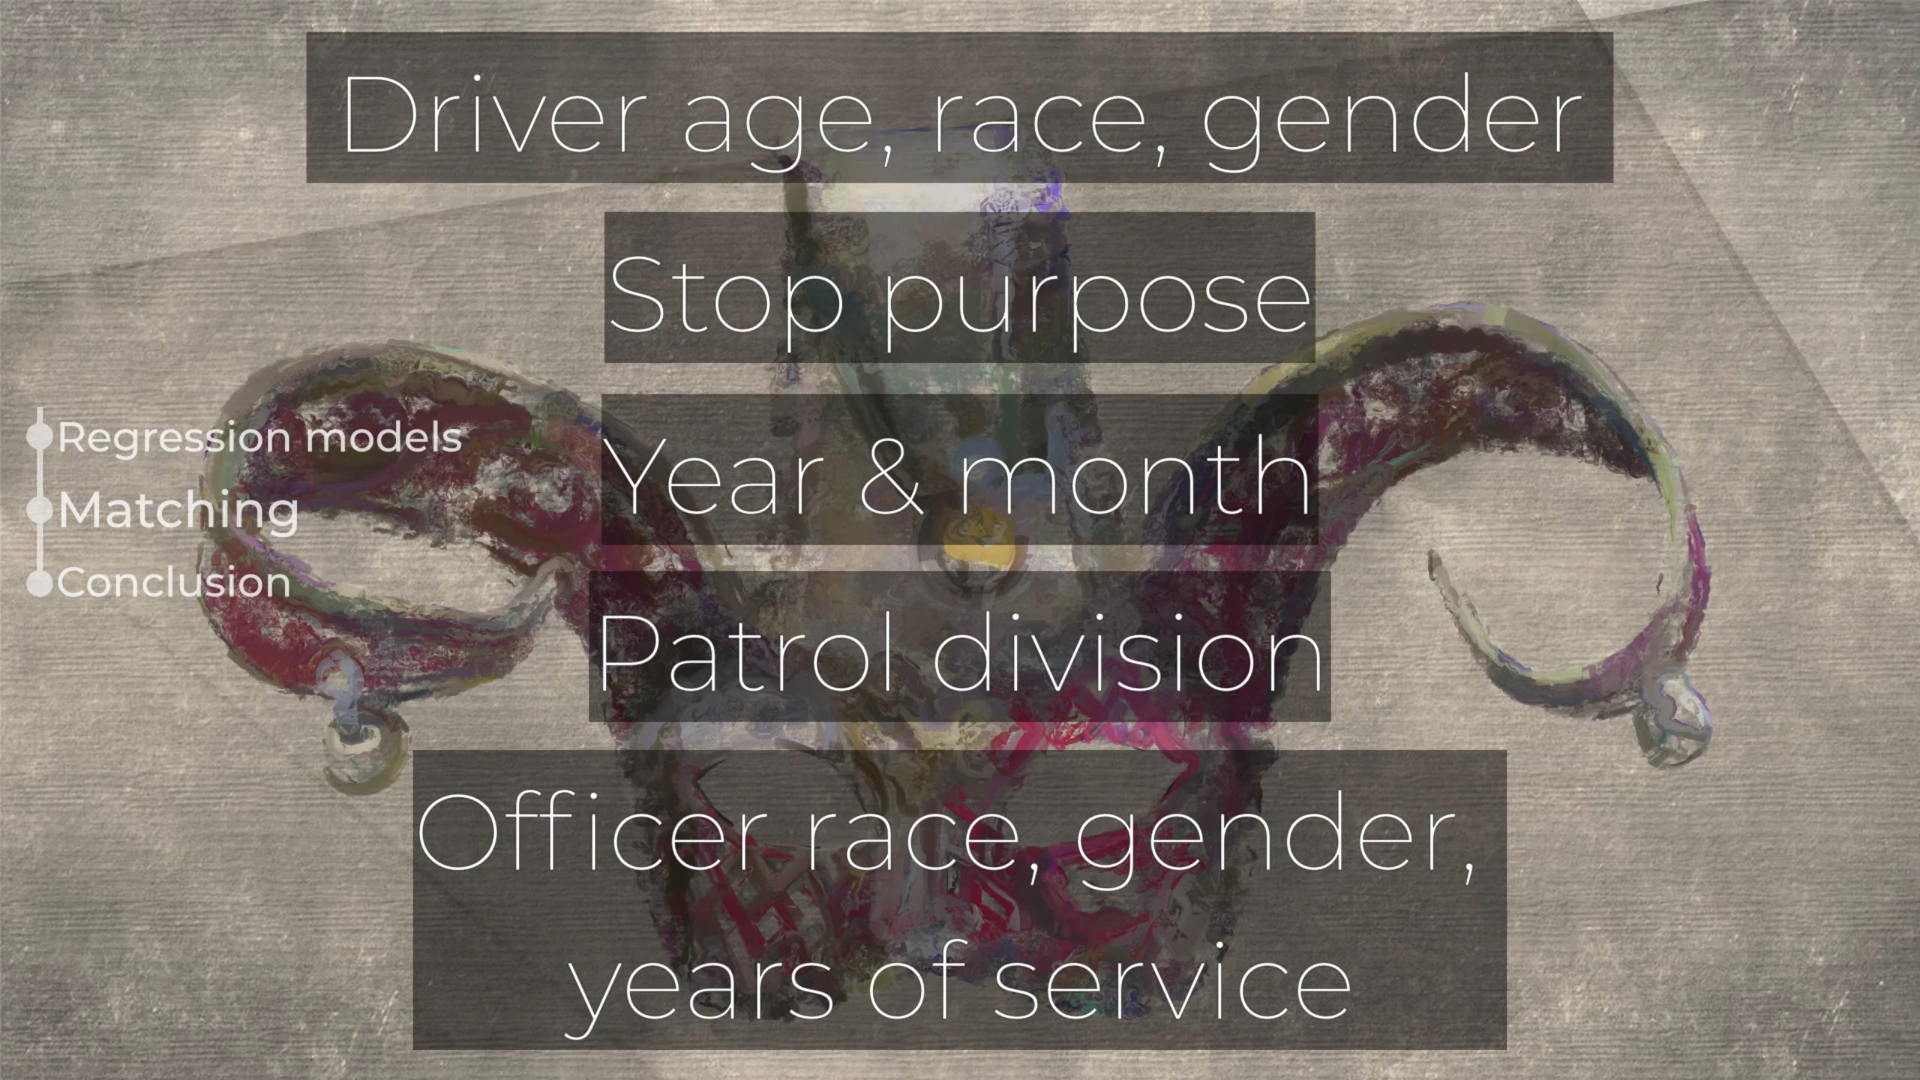 Driver age, race, gender
Stop purpose
Year & month
Patrol division
Officer race, gender,
years of service
Regression models
Matching
Conclusion